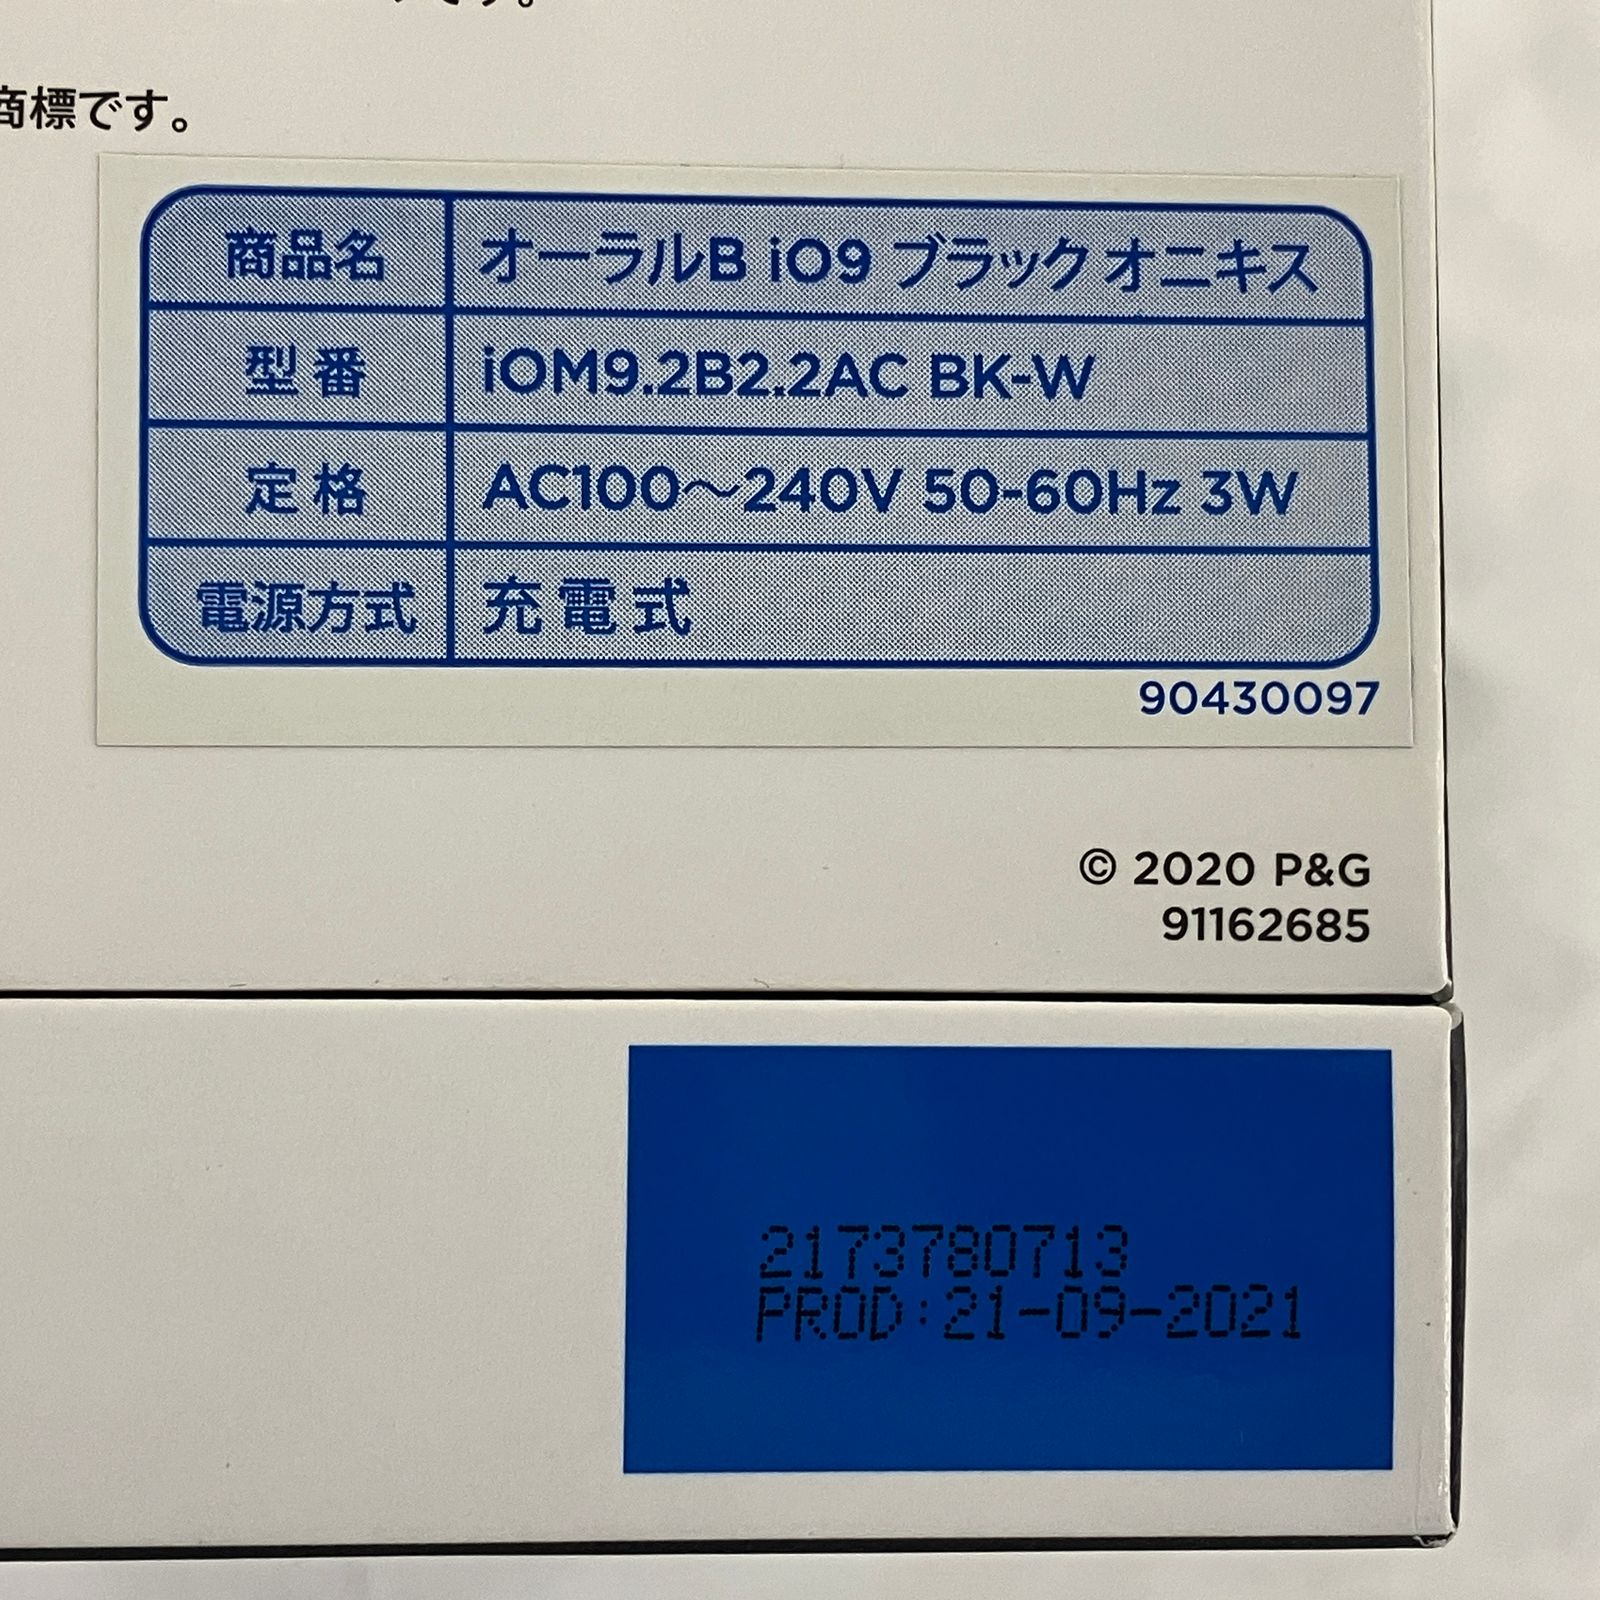 です。
商標です。
商品名 オーラルB iO9 ブラック オニキス
型番 iOM9.2B2.2AC BK-W
定格 AC100～240V 50-60Hz 3W
電源方式 充電式
90430097
© 2020 P&G
91162685
2173780713
PROD:21-09-2021